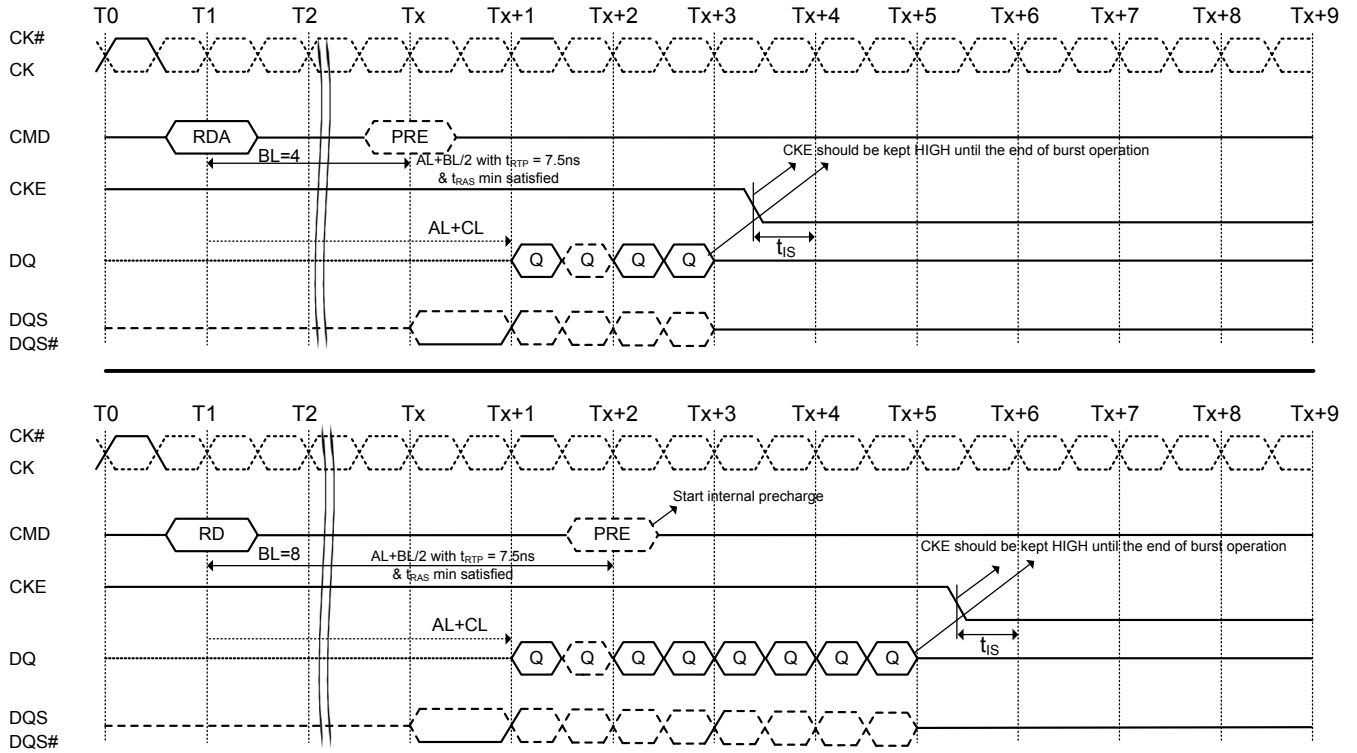 T0 T1 T2 Tx Tx+1 Tx+2 Tx+3 Tx+4 Tx+5 Tx+6 Tx+7 Tx+8 Tx+9
CK#
CK
CMD RDA PRE
BL=4 AL+BL/2 with tRTP = 7.5ns
& tRAS min satisfied
CKE should be kept HIGH until the end of burst operation
CKE
AL+CL
tIS
DQ Q Q Q Q
DQS
DQS#
T0 T1 T2 Tx Tx+1 Tx+2 Tx+3 Tx+4 Tx+5 Tx+6 Tx+7 Tx+8 Tx+9
CK#
CK
Start internal precharge
CMD RD PRE
BL=8 AL+BL/2 with tRTP = 7.5ns
& tRAS min satisfied
CKE should be kept HIGH until the end of burst operation
CKE
AL+CL
tIS
DQ Q Q Q Q Q Q Q Q
DQS
DQS#